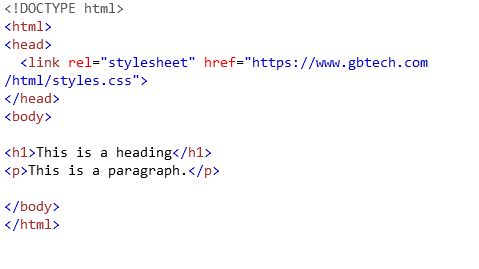 <!DOCTYPE html>
<html>
<head>
  <link rel="stylesheet" href="https://www.gbtech.com
/html/styles.css">
</head>
<body>

<h1>This is a heading</h1>
<p>This is a paragraph.</p>

</body>
</html>